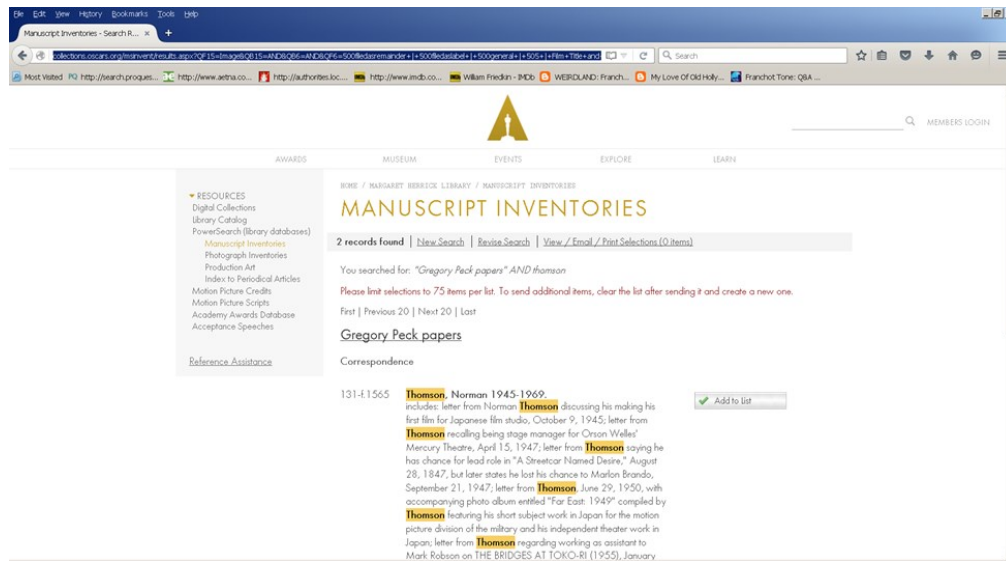 File Edit View History Bookmarks Tools Help
Manuscript Inventories - Search R... × +
collections.oscars.org/msinvent/results.aspx?QF15=Image&QB15=AND&QB6=AND& Search
Most Visited PQ http://search.proques... http://www.aetna.co... http://authorities.loc.... http://www.imdb.co... William Friedkin - IMDb WEIRDLAND: Franch... My Love Of Old Holly... Franchot Tone: Q&A ...
MEMBERS LOGIN
AWARDS MUSEUM EVENTS EXPLORE LEARN
RESOURCES
Digital Collections
Library Catalog
PowerSearch (library databases)
Manuscript Inventories
Photograph Inventories
Production Art
Index to Periodical Articles
Motion Picture Credits
Motion Picture Scripts
Academy Awards Database
Acceptance Speeches
Reference Assistance
HOME / MARGARET HERRICK LIBRARY / MANUSCRIPT INVENTORIES
MANUSCRIPT INVENTORIES
2 records found | New Search | Revise Search | View / Email / Print Selections (0 items)
You searched for: "Gregory Peck papers" AND thomson
Please limit selections to 75 items per list. To send additional items, clear the list after sending it and create a new one.
First | Previous 20 | Next 20 | Last
Gregory Peck papers
Correspondence
131-f.1565 Thomson, Norman 1945-1969.
includes: letter from Norman Thomson discussing his making his
first film for Japanese film studio, October 9, 1945; letter from
Thomson recalling being stage manager for Orson Welles'
Mercury Theatre, April 15, 1947; letter from Thomson saying he
has chance for lead role in "A Streetcar Named Desire," August
28, 1847, but later states he lost his chance to Marlon Brando,
September 21, 1947; letter from Thomson, June 29, 1950, with
accompanying photo album entitled "Far East: 1949" compiled by
Thomson featuring his short subject work in Japan for the motion
picture division of the military and his independent theater work in
Japan; letter from Thomson regarding working as assistant to
Mark Robson on THE BRIDGES AT TOKO-RI (1955), January
Add to List